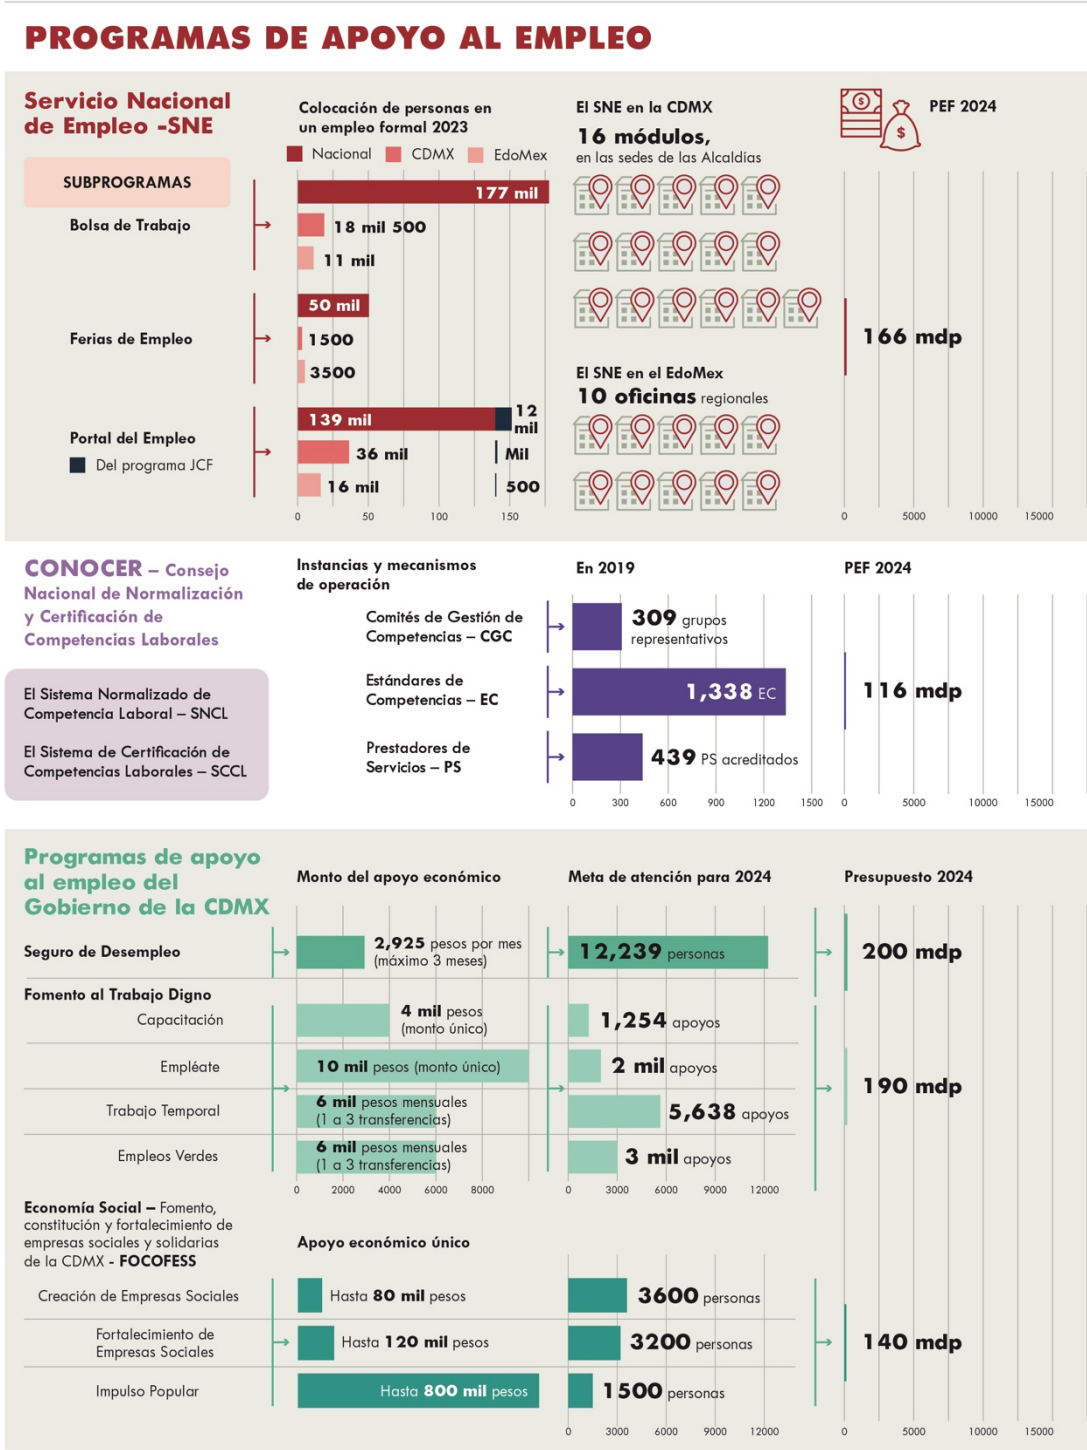 PROGRAMAS DE APOYO AL EMPLEO
Servicio Nacional
de Empleo -SNE
SUBPROGRAMAS
Colocación de personas en
un empleo formal 2023
Nacional CDMX EdoMex
Bolsa de Trabajo
177 mil
18 mil 500
11 mil
Ferias de Empleo
50 mil
1500
3500
Portal del Empleo
Del programa JCF
139 mil
12
mil
36 mil
Mil
16 mil
500
0 50 100 150
El SNE en la CDMX
16 módulos,
en las sedes de las Alcaldías
El SNE en el EdoMex
10 oficinas regionales
$
$
PEF 2024
166 mdp
0 5000 10000 15000
CONOCER – Consejo
Nacional de Normalización
y Certificación de
Competencias Laborales
El Sistema Normalizado de
Competencia Laboral – SNCL
El Sistema de Certificación de
Competencias Laborales – SCCL
Instancias y mecanismos
de operación
En 2019
Comités de Gestión de
Competencias – CGC
309 grupos
representativos
Estándares de
Competencias – EC
1,338 EC
Prestadores de
Servicios – PS
439 PS acreditados
0 300 600 900 1200 1500
PEF 2024
116 mdp
0 5000 10000 15000
Programas de apoyo
al empleo del
Gobierno de la CDMX
Monto del apoyo económico
Meta de atención para 2024
Presupuesto 2024
Seguro de Desempleo
2,925 pesos por mes
(máximo 3 meses)
12,239 personas
200 mdp
Fomento al Trabajo Digno
Capacitación
4 mil pesos
(monto único)
1,254 apoyos
Empléate
10 mil pesos (monto único)
2 mil apoyos
190 mdp
Trabajo Temporal
6 mil pesos mensuales
(1 a 3 transferencias)
5,638 apoyos
Empleos Verdes
6 mil pesos mensuales
(1 a 3 transferencias)
3 mil apoyos
0 2000 4000 6000 8000
0 3000 6000 9000 12000
Economía Social – Fomento,
constitución y fortalecimiento de
empresas sociales y solidarias
de la CDMX - FOCOFESS
Apoyo económico único
Creación de Empresas Sociales
Hasta 80 mil pesos
3600 personas
Fortalecimiento de
Empresas Sociales
Hasta 120 mil pesos
3200 personas
140 mdp
Impulso Popular
Hasta 800 mil pesos
1500 personas
0 3000 6000 9000 12000
0 5000 10000 15000